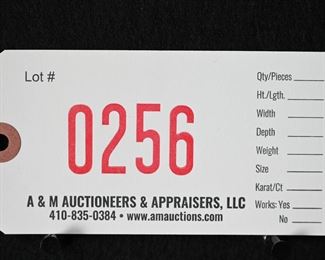 Lot #
0256
A & M AUCTIONEERS & APPRAISERS, LLC
410-835-0384 • www.amauctions.com
Qty/Pieces
Ht./Lgth.
Width
Depth
Weight
Size
Karat/Ct
Works: Yes
No